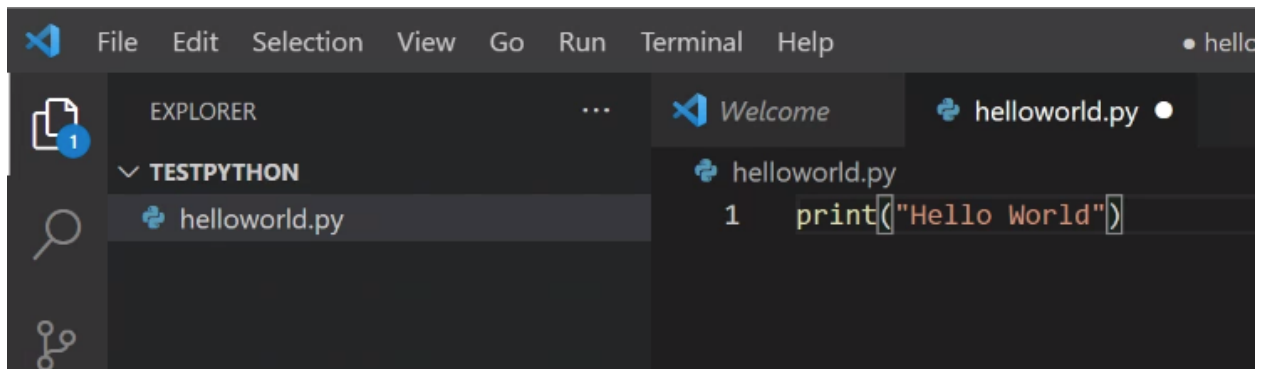 File Edit Selection View Go Run Terminal Help ● hello
1
EXPLORER ...
Welcome
helloworld.py ●
TESTPYTHON
helloworld.py
helloworld.py
1 print("Hello World")